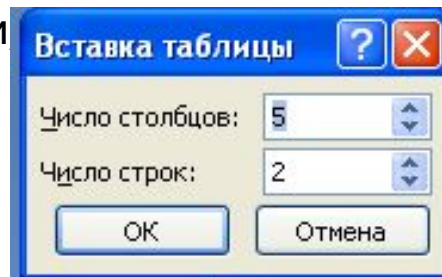 и
Вставка таблицы ?
Число столбцов: 5
Число строк: 2
ОК Отмена